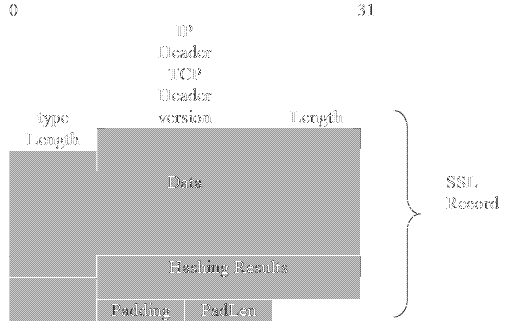 0 31
IP
Header
TCP
Header
type version Length
Length
Data
SSL
Record
Hashing Results
Padding PadLen